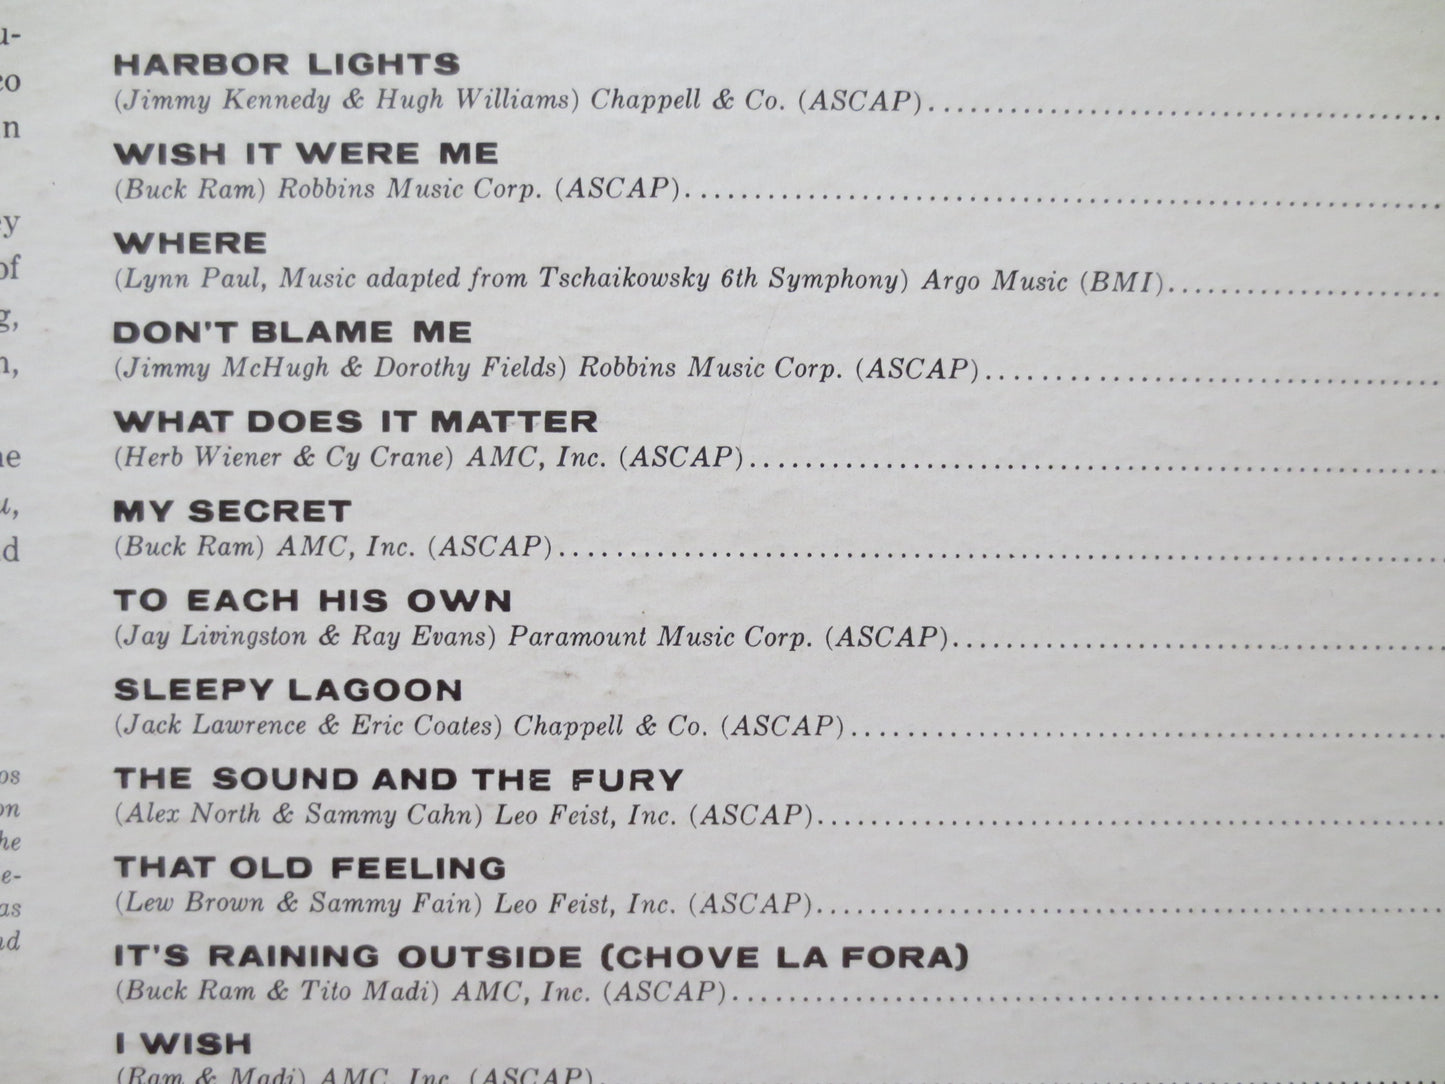 HARBOR LIGHTS
(Jimmy Kennedy & Hugh Williams) Chappell & Co. (ASCAP)
WISH IT WERE ME
(Buck Ram) Robbins Music Corp. (ASCAP)
WHERE
(Lynn Paul, Music adapted from Tschaikowsky 6th Symphony) Argo Music (BMI)
DON'T BLAME ME
(Jimmy McHugh & Dorothy Fields) Robbins Music Corp. (ASCAP)
WHAT DOES IT MATTER
(Herb Wiener & Cy Crane) AMC, Inc. (ASCAP)
MY SECRET
(Buck Ram) AMC, Inc. (ASCAP)
TO EACH HIS OWN
(Jay Livingston & Ray Evans) Paramount Music Corp. (ASCAP)
SLEEPY LAGOON
(Jack Lawrence & Eric Coates) Chappell & Co. (ASCAP)
THE SOUND AND THE FURY
(Alex North & Sammy Cahn) Leo Feist, Inc. (ASCAP)
THAT OLD FEELING
(Lew Brown & Sammy Fain) Leo Feist, Inc. (ASCAP)
IT'S RAINING OUTSIDE (CHOVE LA FORA)
(Buck Ram & Tito Madi) AMC, Inc. (ASCAP)
I WISH
(Ram & Madi) AMC, Inc. (ASCAP)